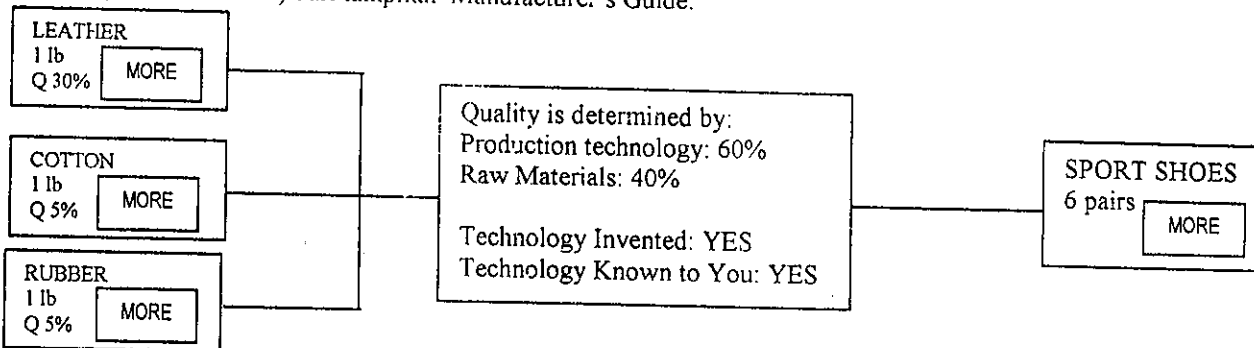 Manufacturer's Guide.
LEATHER
1 lb
Q 30%
MORE
COTTON
1 lb
Q 5%
MORE
RUBBER
1 lb
Q 5%
MORE
Quality is determined by:
Production technology: 60%
Raw Materials: 40%
Technology Invented: YES
Technology Known to You: YES
SPORT SHOES
6 pairs
MORE